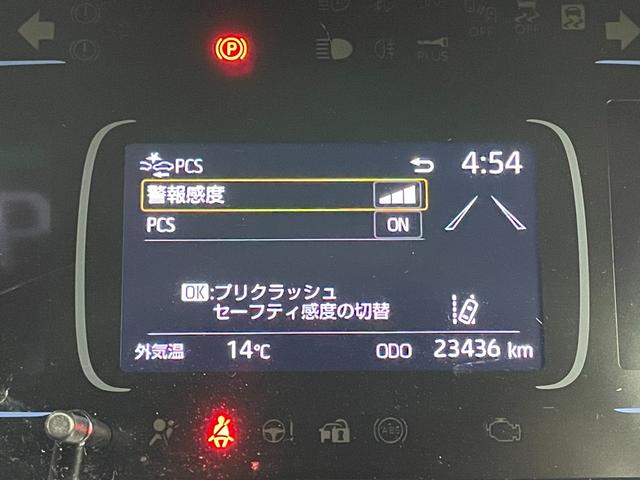 P
OFF
OFF
PLUS
PCS
4:54
警報感度
PCS ON
OK:プリクラッシュ
セーフティ感度の切替
外気温 14℃ ODO 23436 km
P
ABS